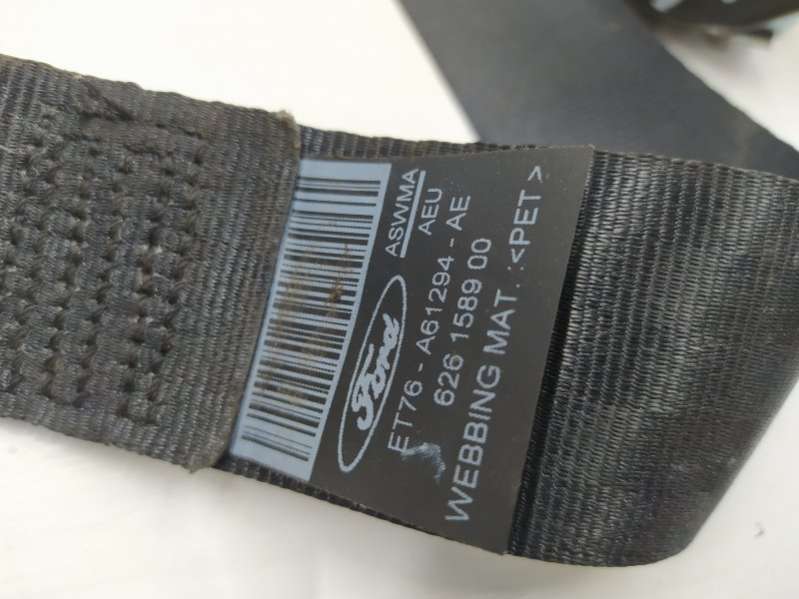 ASWMA
AEU
Ford
ET76 - A61294 - AE
626 1589 00
WEBBING MAT. :<PET>